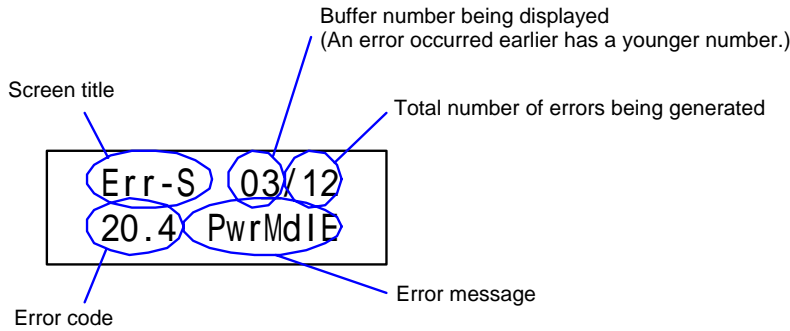 Buffer number being displayed
(An error occurred earlier has a younger number.)
Screen title
Total number of errors being generated
Err-S 03/12
20.4 PwrMdlE
Error message
Error code